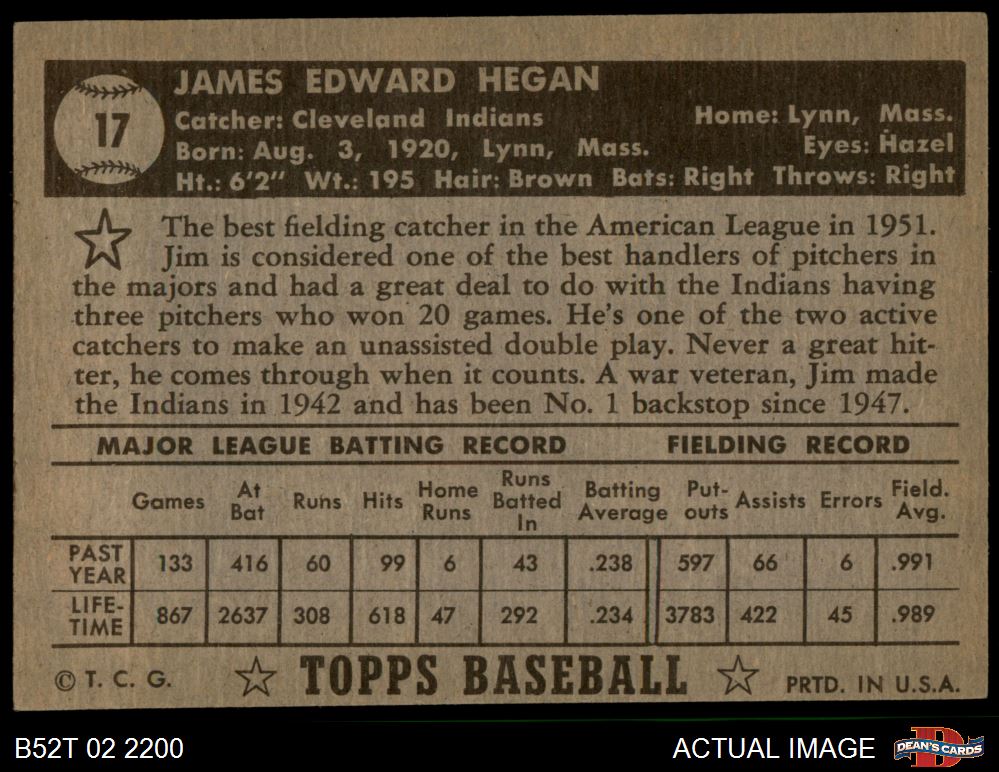 17
JAMES EDWARD HEGAN
Catcher: Cleveland Indians Home: Lynn, Mass.
Born: Aug. 3, 1920, Lynn, Mass. Eyes: Hazel
Ht.: 6'2" Wt.: 195 Hair: Brown Bats: Right Throws: Right
The best fielding catcher in the American League in 1951.
Jim is considered one of the best handlers of pitchers in
the majors and had a great deal to do with the Indians having
three pitchers who won 20 games. He's one of the two active
catchers to make an unassisted double play. Never a great hit-
ter, he comes through when it counts. A war veteran, Jim made
the Indians in 1942 and has been No. 1 backstop since 1947.
MAJOR LEAGUE BATTING RECORD FIELDING RECORD
Games At Bat Runs Hits Home Runs Runs Batted In Batting Average Put-outs Assists Errors Field. Avg.
PAST YEAR 133 416 60 99 6 43 .238 597 66 6 .991
LIFE-TIME 867 2637 308 618 47 292 .234 3783 422 45 .989
© T. C. G. TOPPS BASEBALL PRTD. IN U.S.A.
B52T 02 2200 ACTUAL IMAGE D DEAN'S CARDS